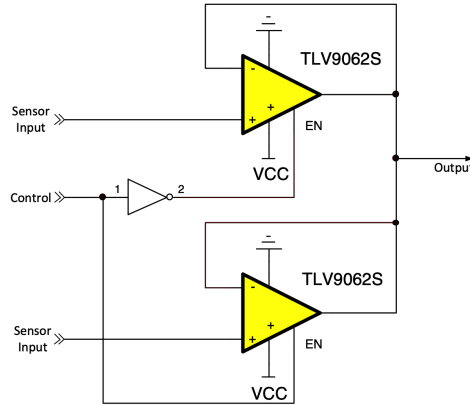 TLV9062S
-
-
+
+
Sensor
Input
EN
VCC
Control
1
2
Output
-
TLV9062S
-
+
+
Sensor
Input
EN
VCC